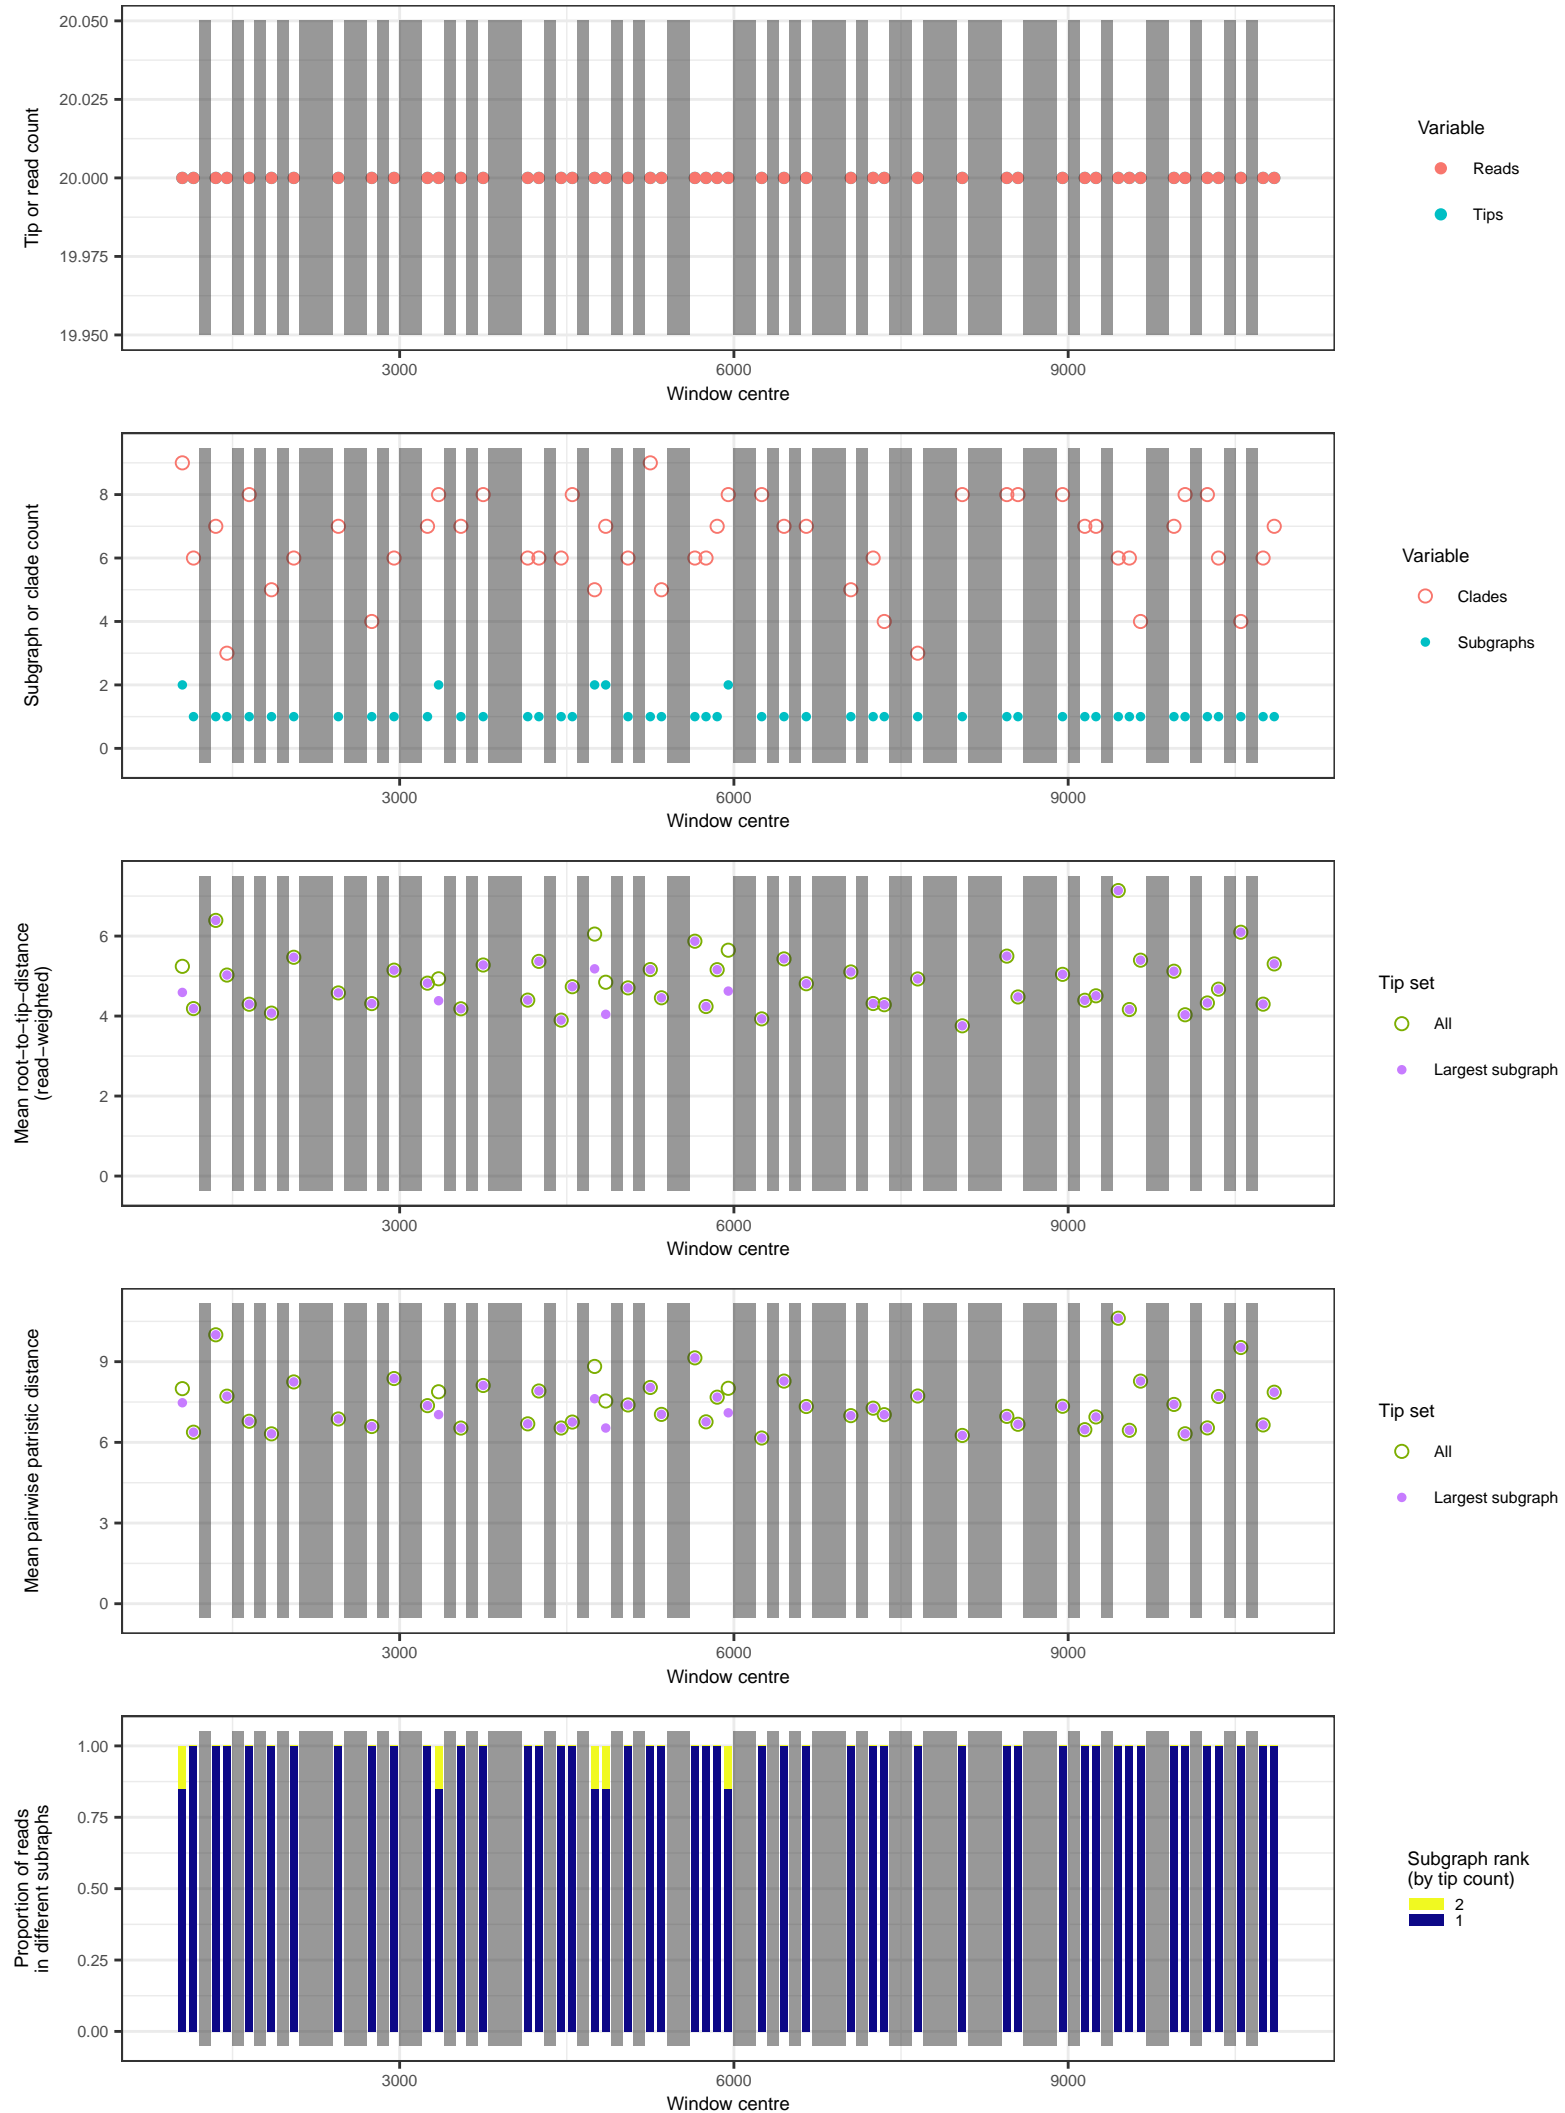 20.050
20.025
20.000
19.975
19.950
Tip or read count
3000 6000 9000
Window centre
Variable
Reads
Tips
8
6
4
2
0
Subgraph or clade count
3000 6000 9000
Window centre
Variable
Clades
Subgraphs
6
4
2
0
Mean root−to−tip−distance
(read−weighted)
3000 6000 9000
Window centre
Tip set
All
Largest subgraph
9
6
3
0
Mean pairwise patristic distance
3000 6000 9000
Window centre
Tip set
All
Largest subgraph
1.00
0.75
0.50
0.25
0.00
Proportion of reads
in different subraphs
3000 6000 9000
Window centre
Subgraph rank
(by tip count)
2
1